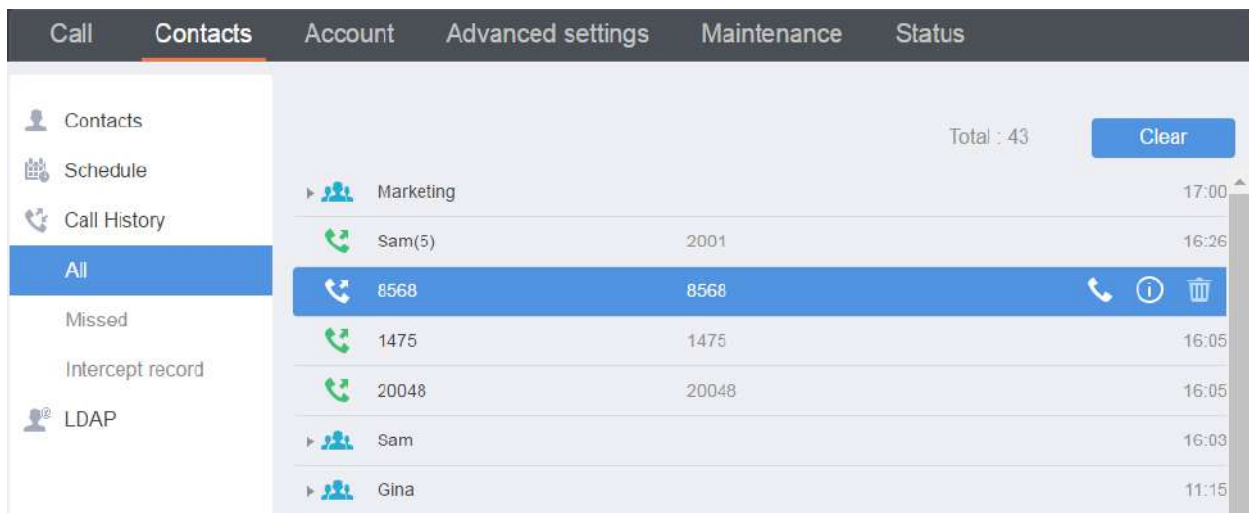 Call Contacts Account Advanced settings Maintenance Status
Contacts
Schedule
Call History
All
Missed
Intercept record
LDAP
Total : 43 Clear
Marketing 17:00
Sam(5) 2001 16:26
8568 8568
1475 1475 16:05
20048 20048 16:05
Sam 16:03
Gina 11:15